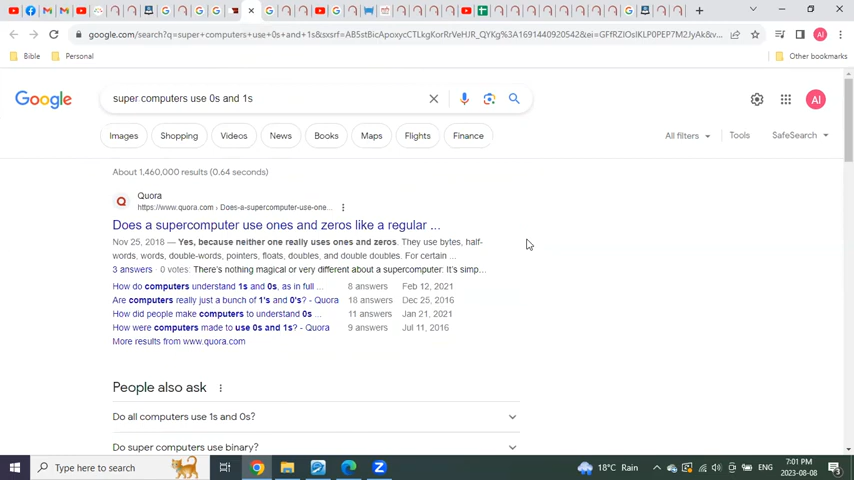 google.com/search?q=super+computers+use+0s+and+1s&sxsrf=AB5stBicApoxycCTLkgKorRrVeHJR_QYKg%3A1691440920542&ei=
Bible
Personal
Other bookmarks
Google
super computers use 0s and 1s
AI
Images
Shopping
Videos
News
Books
Maps
Flights
Finance
All filters
Tools
SafeSearch
About 1,460,000 results (0.64 seconds)
Quora
https://www.quora.com › Does-a-supercomputer-use-one...
Does a supercomputer use ones and zeros like a regular ...
Nov 25, 2018 — Yes, because neither one really uses ones and zeros. They use bytes, half-
words, words, double-words, pointers, floats, doubles, and double doubles. For certain ...
3 answers · 0 votes: There's nothing magical or very different about a supercomputer: It's simp...
How do computers understand 1s and 0s, as in full ... 8 answers Feb 12, 2021
Are computers really just a bunch of 1's and 0's? - Quora 18 answers Dec 25, 2016
How did people make computers to understand 0s ... 11 answers Jan 21, 2021
How were computers made to use 0s and 1s? - Quora 9 answers Jul 11, 2016
More results from www.quora.com
People also ask
Do all computers use 1s and 0s?
Do super computers use binary?
Type here to search
18°C Rain
ENG
7:01 PM
2023-08-08
3